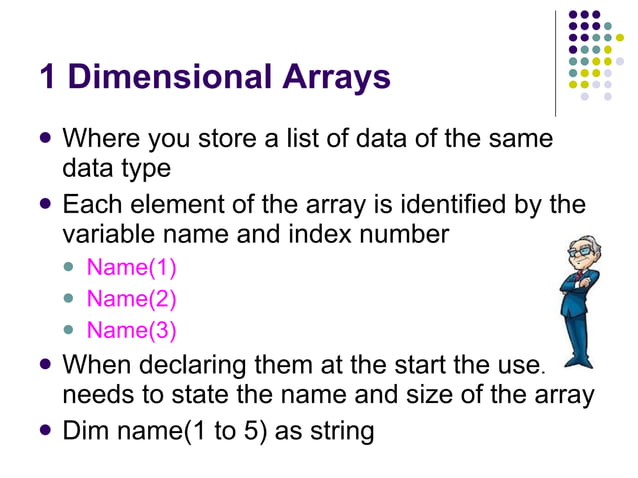 1 Dimensional Arrays
Where you store a list of data of the same
data type
Each element of the array is identified by the
variable name and index number
Name(1)
Name(2)
Name(3)
When declaring them at the start the use.
needs to state the name and size of the array
Dim name(1 to 5) as string